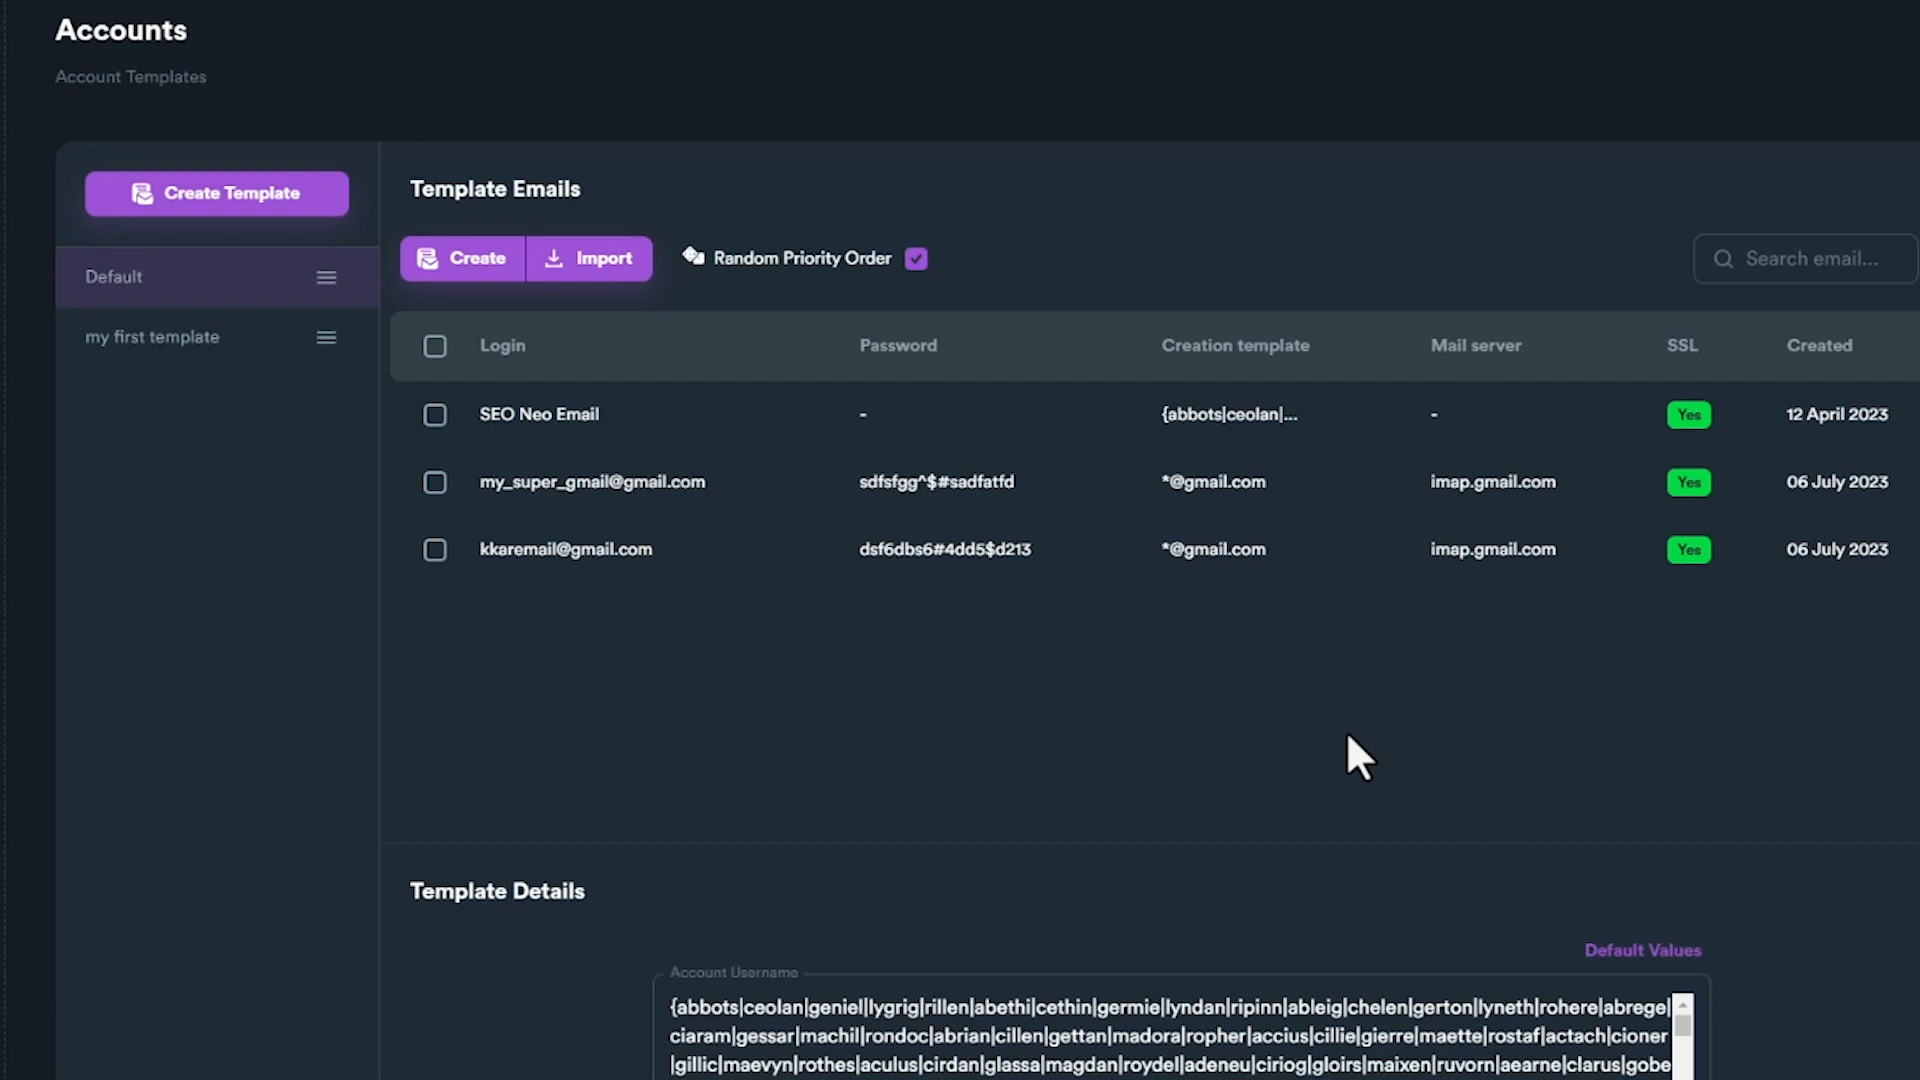 Accounts
Account Templates
Create Template
Default
my first template
Template Emails
Create
Import
Random Priority Order
Search email...
Login Password Creation template Mail server SSL Created
SEO Neo Email - {abbots|ceolan|... - Yes 12 April 2023
my_super_gmail@gmail.com sdfsfgg^$#sadfatfd *@gmail.com imap.gmail.com Yes 06 July 2023
kkaremail@gmail.com dsf6dbs6#4dd5$d213 *@gmail.com imap.gmail.com Yes 06 July 2023
Template Details
Default Values
Account Username
{abbots|ceolan|geniel|lygrig|rillen|abethi|cethin|germie|lyndan|ripinn|ableig|chelen|gerton|lyneth|rohere|abrege|
ciaram|gessar|machil|rondoc|abrian|cillen|gettan|madora|ropher|accius|cillie|gierre|maette|rostaf|actach|cioner
|gillic|maevyn|rothes|aculus|cirdan|glassa|magdan|roydel|adeneu|ciriog|gloirs|maixen|ruvorn|aearne|clarus|gobe